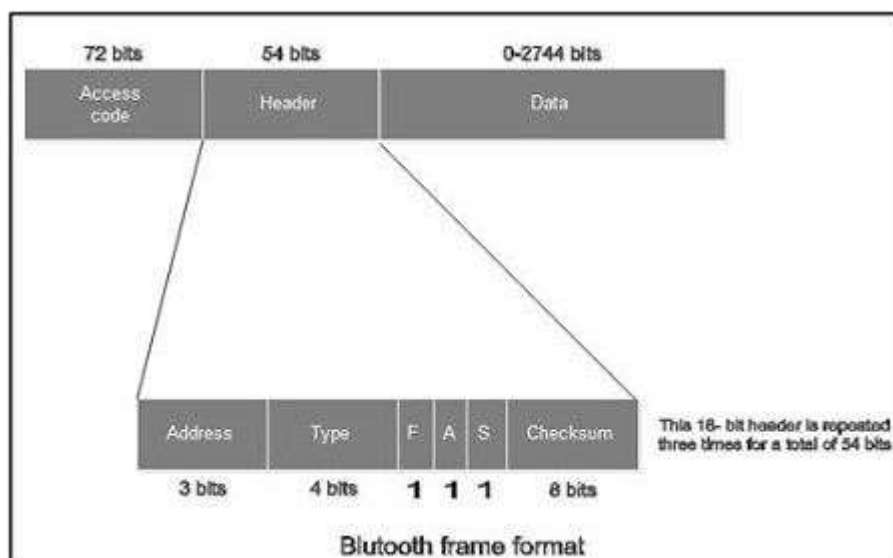 72 bits 54 bits 0-2744 bits
Access
code
Header
Data
Address Type F A S Checksum
This 18- bit header is repeated
three times for a total of 54 bits
3 bits 4 bits 1 1 1 8 bits
Blutooth frame format